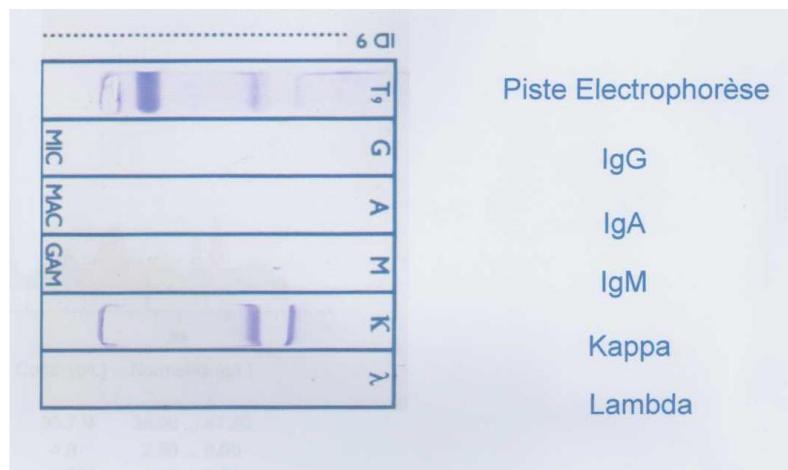 ID 9
T9
G
A
M
K
λ
MIC
MAC
GAM
Piste Electrophorèse
IgG
IgA
IgM
Kappa
Lambda